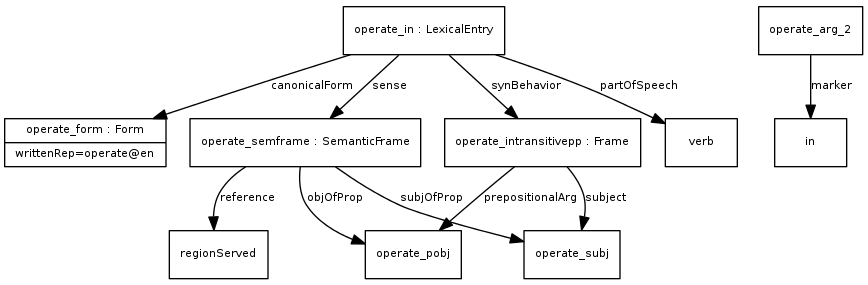 operate_in : LexicalEntry
operate_arg_2
canonicalForm
sense
synBehavior
partOfSpeech
marker
operate_form : Form
writtenRep=operate@en
operate_semframe : SemanticFrame
operate_intransitivepp : Frame
verb
in
reference
objOfProp
subjOfProp
prepositionalArg
subject
regionServed
operate_pobj
operate_subj